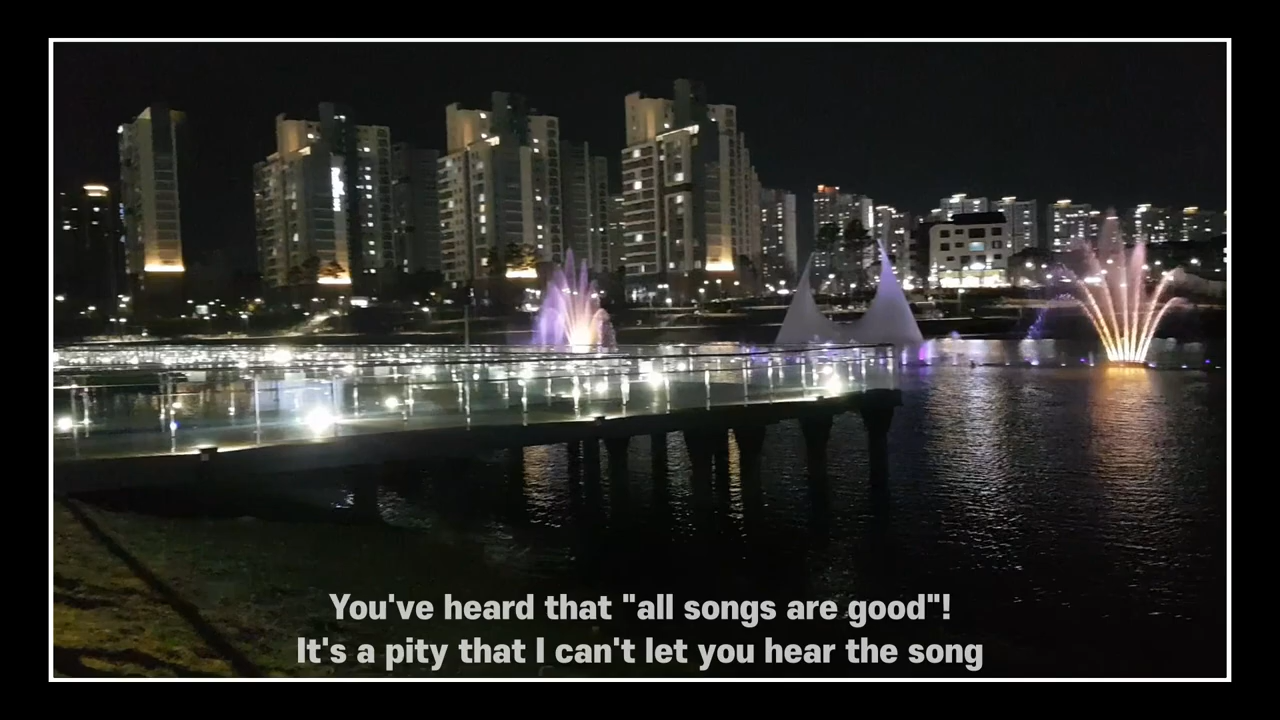 You've heard that "all songs are good"!
It's a pity that I can't let you hear the song